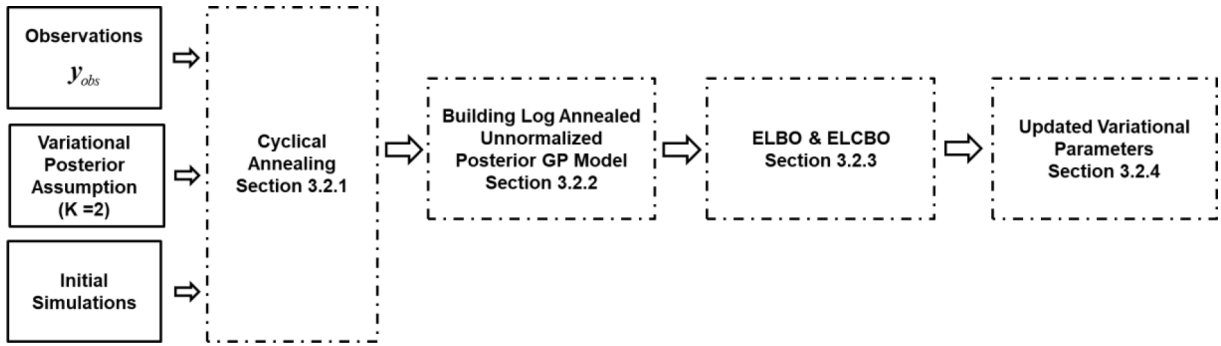 Observations
y_obs
Variational
Posterior
Assumption
(K =2)
Initial
Simulations
Cyclical
Annealing
Section 3.2.1
Building Log Annealed
Unnormalized
Posterior GP Model
Section 3.2.2
ELBO & ELCBO
Section 3.2.3
Updated Variational
Parameters
Section 3.2.4